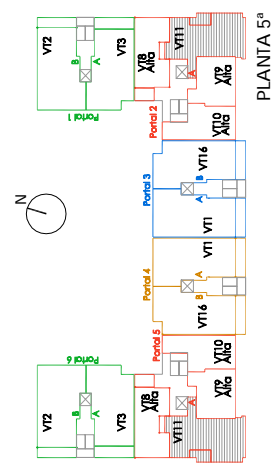 VT2
B
A
VT3
Portal 1
VT8
Alta
VT11
A
VT9
Alta
Portal 2
VT10
Alta
PLANTA 5ª
VT16
Portal 3
B
A
VT1
N
VT1
Portal 4
A
B
VT16
Portal 5
VT10
Alta
Portal 6
VT2
B
A
VT3
VT8
Alta
A
VT11
VT9
Alta